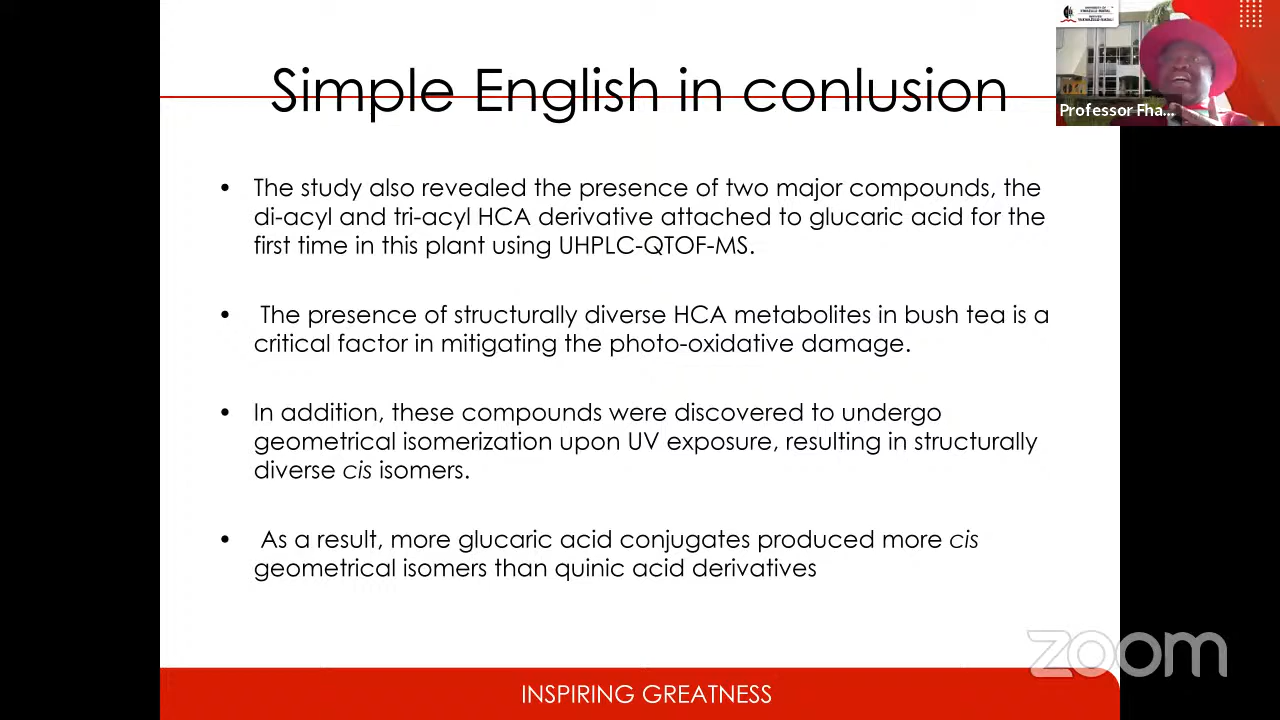 Simple English in conlusion
Professor Fha...
• The study also revealed the presence of two major compounds, the
di-acyl and tri-acyl HCA derivative attached to glucaric acid for the
first time in this plant using UHPLC-QTOF-MS.
• The presence of structurally diverse HCA metabolites in bush tea is a
critical factor in mitigating the photo-oxidative damage.
• In addition, these compounds were discovered to undergo
geometrical isomerization upon UV exposure, resulting in structurally
diverse cis isomers.
• As a result, more glucaric acid conjugates produced more cis
geometrical isomers than quinic acid derivatives
zoom
INSPIRING GREATNESS